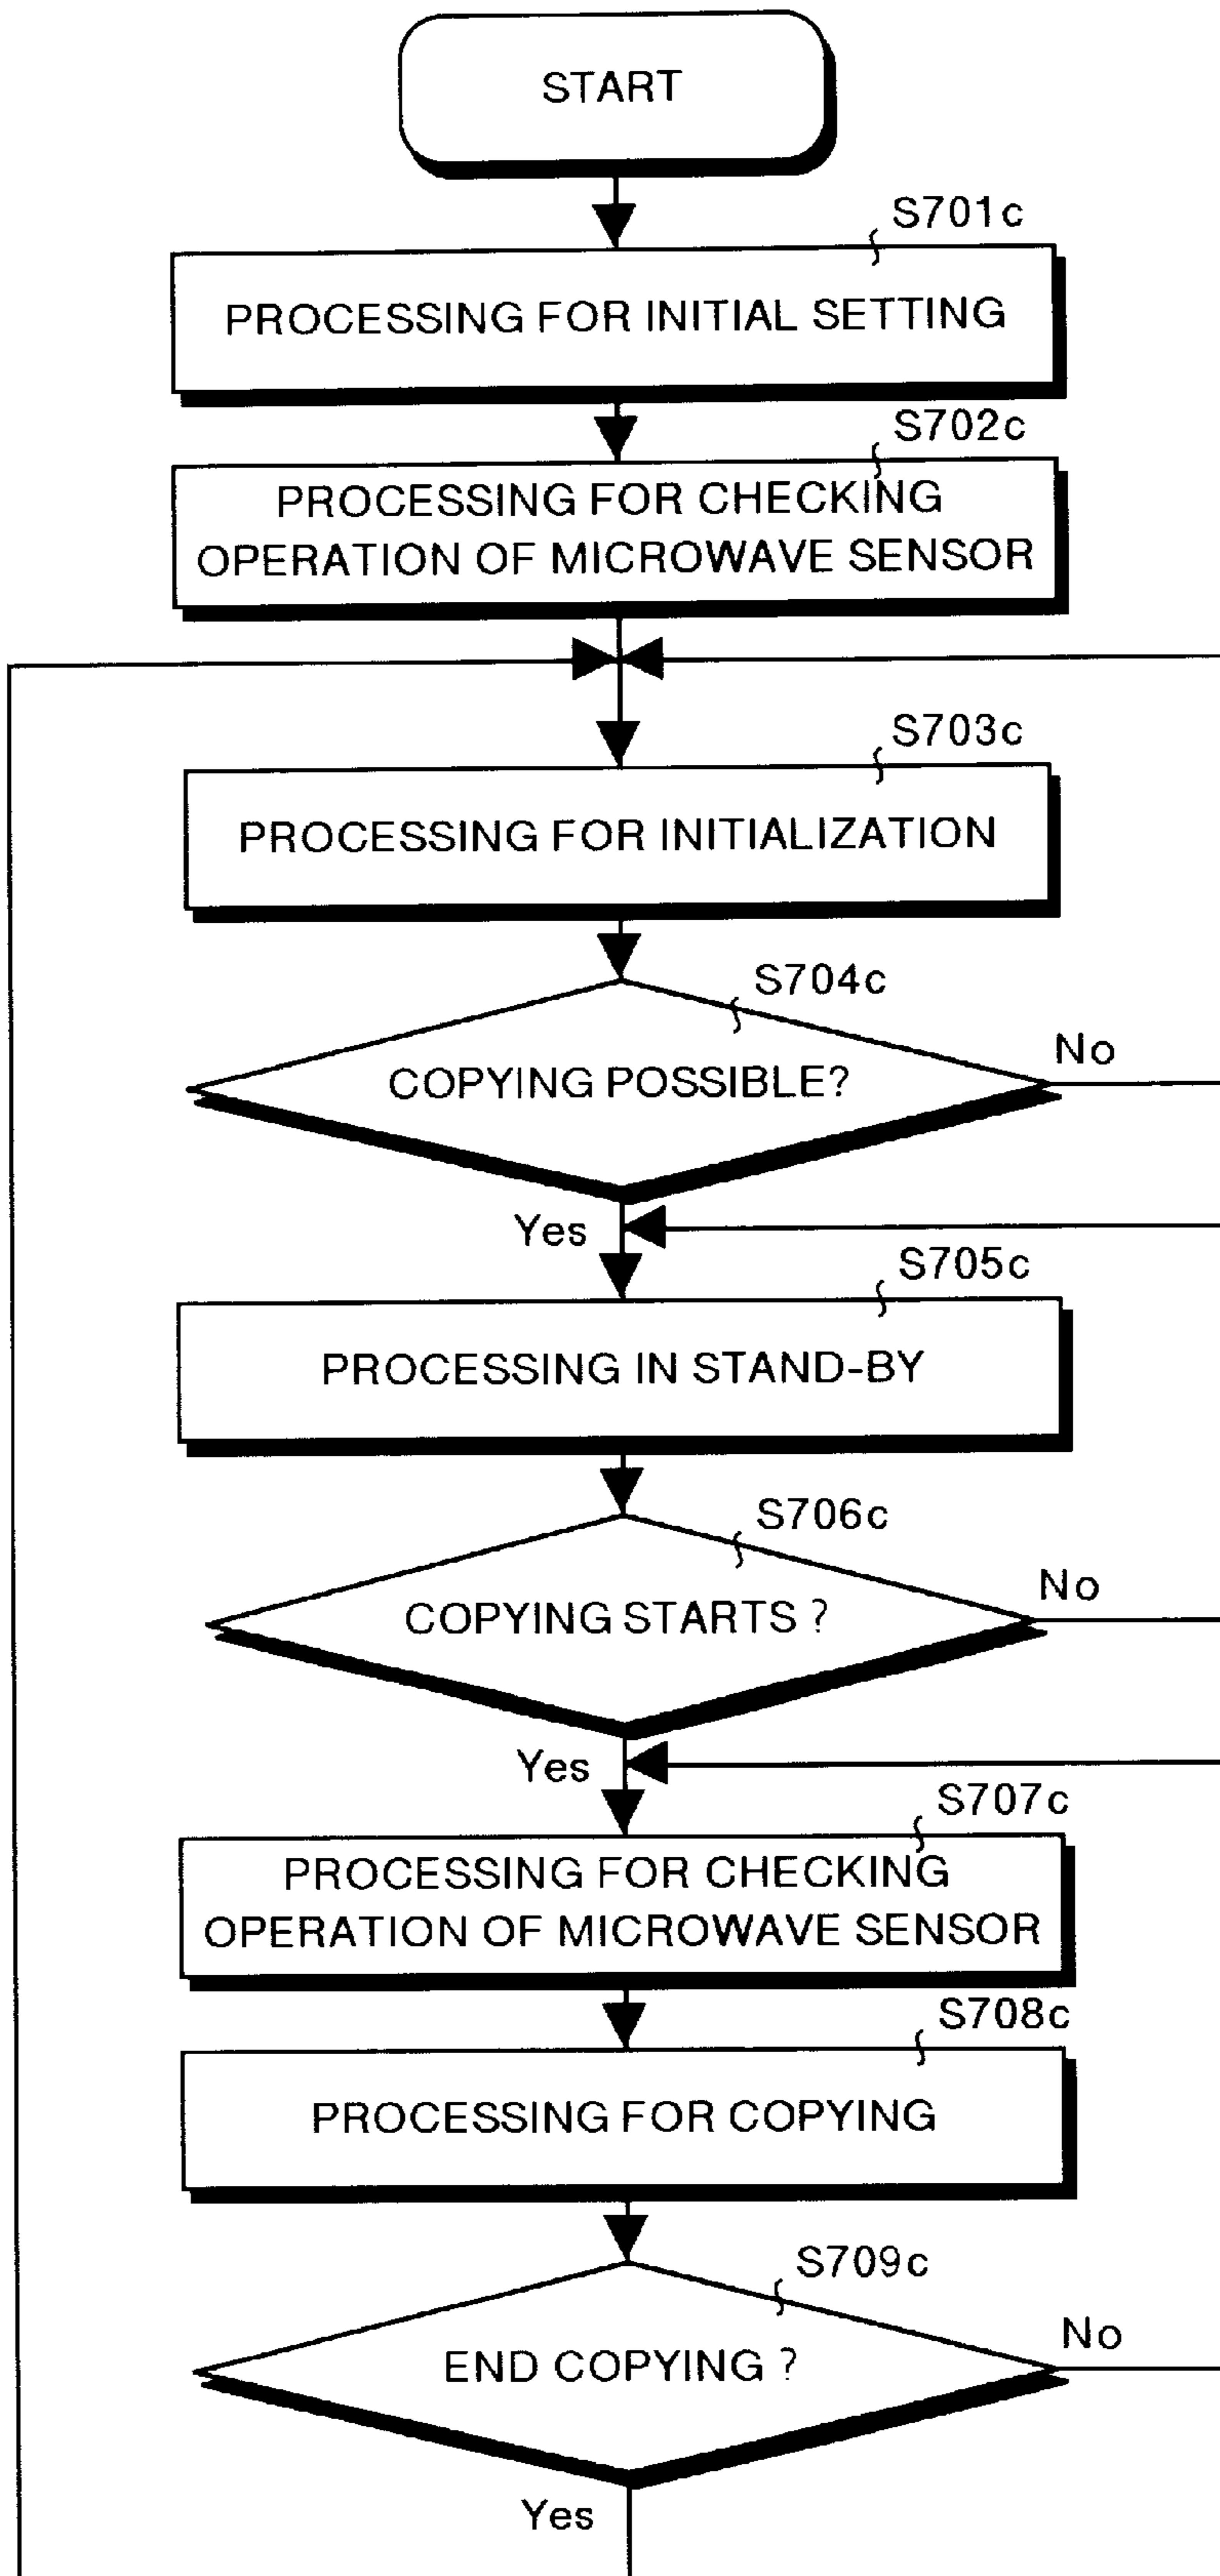 START
S701c
PROCESSING FOR INITIAL SETTING
S702c
PROCESSING FOR CHECKING
OPERATION OF MICROWAVE SENSOR
S703c
PROCESSING FOR INITIALIZATION
S704c
COPYING POSSIBLE?
No
Yes
S705c
PROCESSING IN STAND-BY
S706c
COPYING STARTS ?
No
Yes
S707c
PROCESSING FOR CHECKING
OPERATION OF MICROWAVE SENSOR
S708c
PROCESSING FOR COPYING
S709c
END COPYING ?
No
Yes